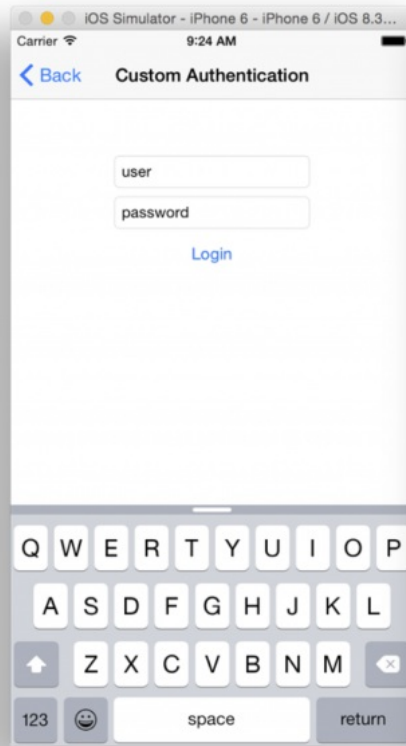 iOS Simulator - iPhone 6 - iPhone 6 / iOS 8.3...
Carrier 9:24 AM
Back Custom Authentication
user
password
Login
Q W E R T Y U I O P
A S D F G H J K L
Z X C V B N M
123 space return